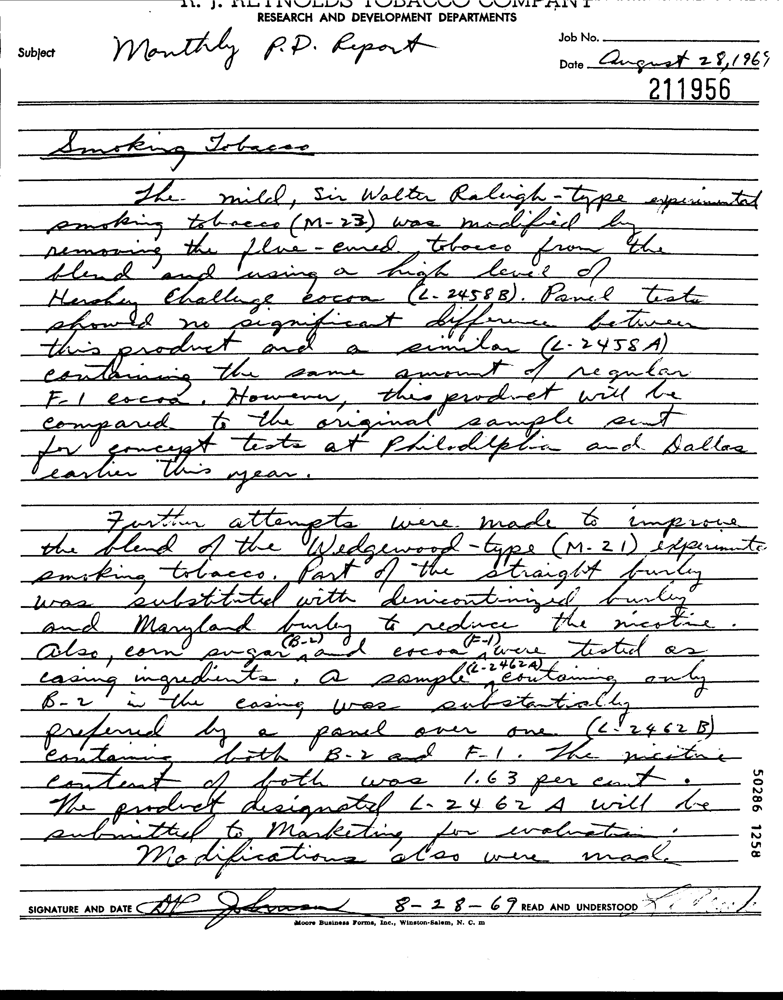 R. J. REYNOLDS TOBACCO COMPANY
RESEARCH AND DEVELOPMENT DEPARTMENTS
Subject Monthly P.D. Report
Job No.
Date August 28, 1969
211956
Smoking Tobacco
The mild, Sir Walter Raleigh-type experimental
smoking tobacco (M-23) was modified by
removing the flue-cured tobacco from the
blend and using a high level of
Hershey Challenge cocoa (L-2458B). Panel tests
showed no significant difference between
this product and a similar (L-2458A)
containing the same amount of regular
F-1 cocoa. However, this product will be
compared to the original sample sent
for concept tests at Philadelphia and Dallas
earlier this year.
Further attempts were made to improve
the blend of the Wedgewood-type (M-21) experimental
smoking tobacco. Part of the straight burley
was substituted with denicontinized burley
and Maryland burley to reduce the nicotine.
Also, corn sugar (B-2) and cocoa (F-1) were tested as
casing ingredients. A sample (L-2462A) containing only
B-2 in the casing was substantially
preferred by a panel over one (L-2462B)
containing both B-2 and F-1. The nicotine
content of both was 1.63 per cent.
The product designated L-2462A will be
submitted to Marketing for evaluation.
Modifications also were made
SIGNATURE AND DATE DP Johnson 8-28-69 READ AND UNDERSTOOD
Moore Business Forms, Inc., Winston-Salem, N. C. m
50286 1258